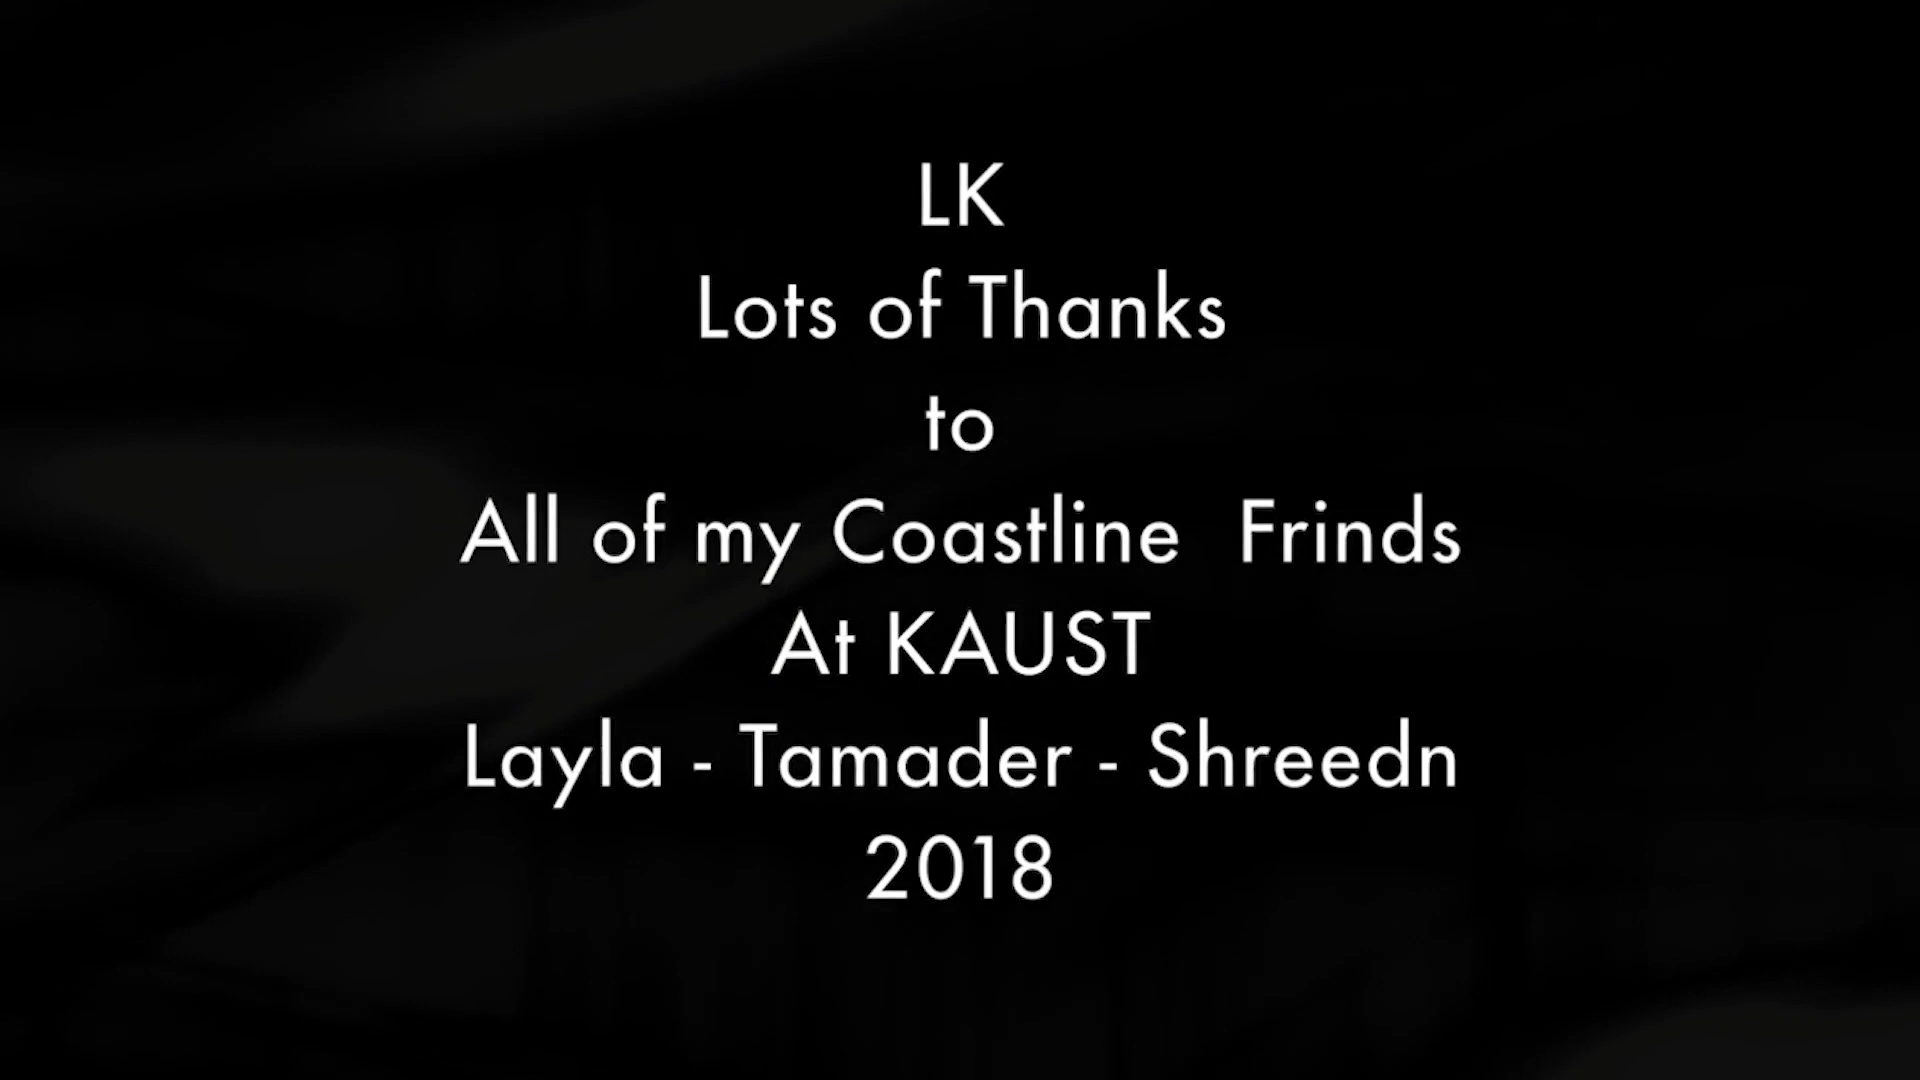 LK
Lots of Thanks
to
All of my Coastline  Frinds
At KAUST
Layla - Tamader - Shreedn
2018